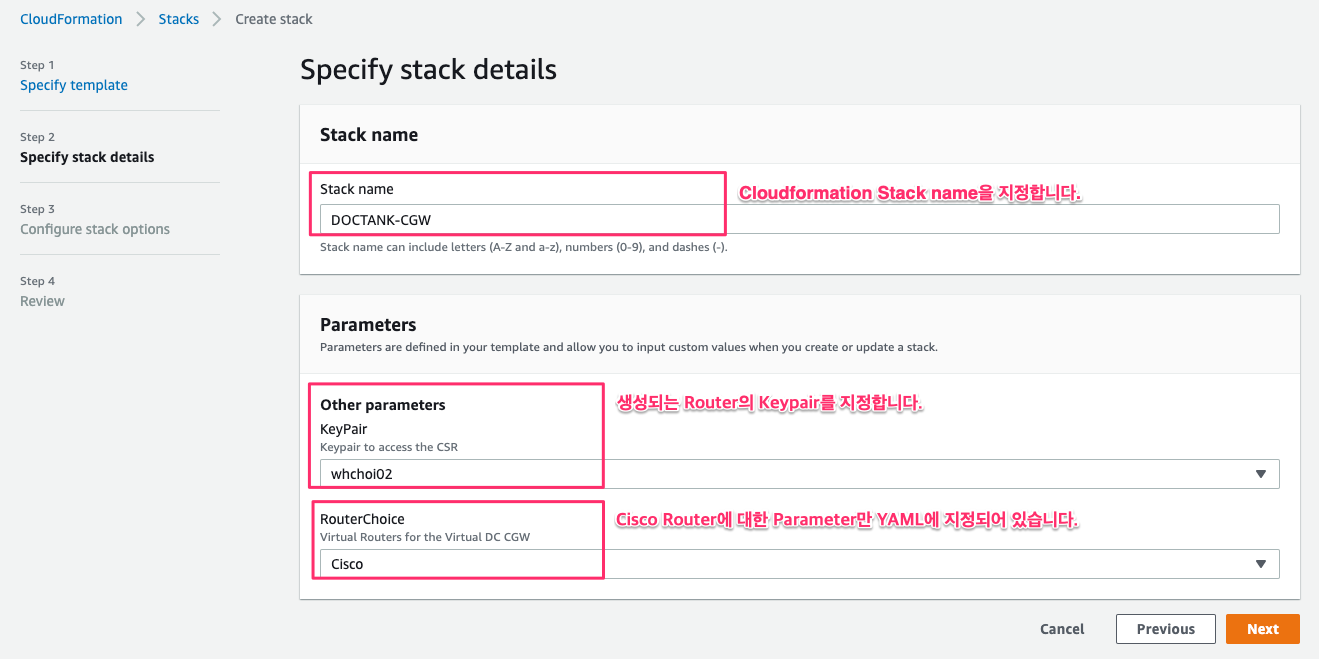 CloudFormation > Stacks > Create stack
Step 1
Specify template
Step 2
Specify stack details
Step 3
Configure stack options
Step 4
Review
Specify stack details
Stack name
Stack name
Cloudformation Stack name을 지정합니다.
DOCTANK-CGW
Stack name can include letters (A-Z and a-z), numbers (0-9), and dashes (-).
Parameters
Parameters are defined in your template and allow you to input custom values when you create or update a stack.
Other parameters
생성되는 Router의 Keypair를 지정합니다.
KeyPair
Keypair to access the CSR
whchoi02
RouterChoice
Cisco Router에 대한 Parameter만 YAML에 지정되어 있습니다.
Virtual Routers for the Virtual DC CGW
Cisco
Cancel Previous Next